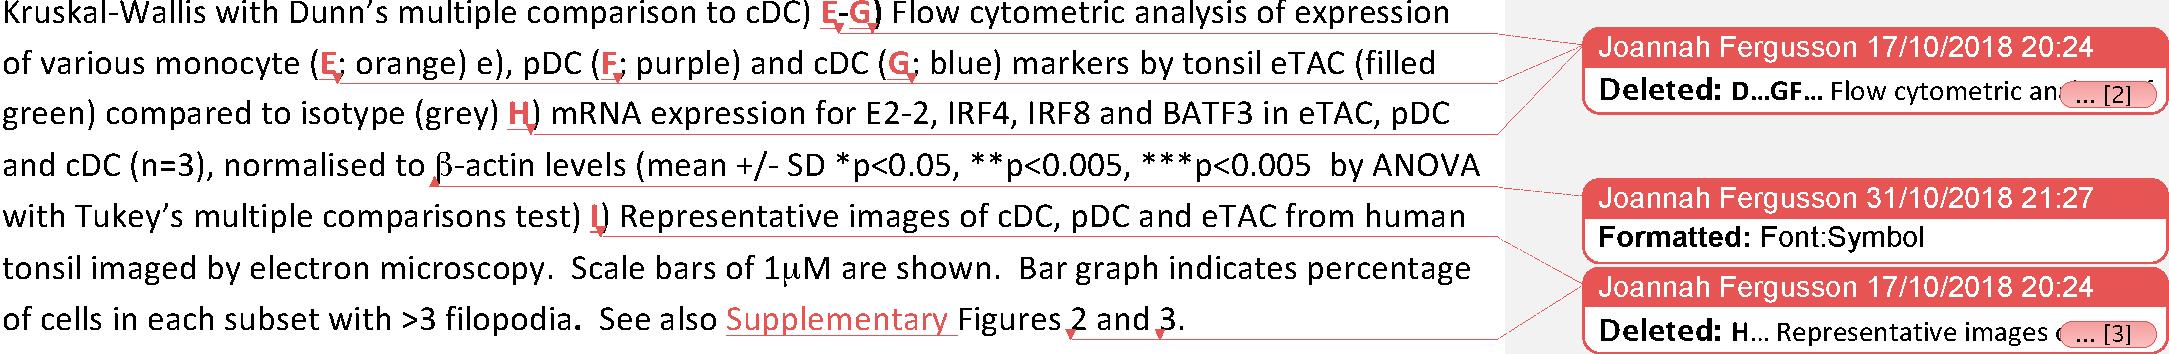 Kruskal-Wallis with Dunn's multiple comparison to cDC) E-G) Flow cytometric analysis of expression
of various monocyte (E; orange) e), pDC (F; purple) and cDC (G; blue) markers by tonsil eTAC (filled
green) compared to isotype (grey) H) mRNA expression for E2-2, IRF4, IRF8 and BATF3 in eTAC, pDC
and cDC (n=3), normalised to β-actin levels (mean +/- SD *p<0.05, **p<0.005, ***p<0.005  by ANOVA
with Tukey's multiple comparisons test) I) Representative images of cDC, pDC and eTAC from human
tonsil imaged by electron microscopy.  Scale bars of 1μM are shown.  Bar graph indicates percentage
of cells in each subset with >3 filopodia.  See also Supplementary Figures 2 and 3.
Joannah Fergusson 17/10/2018 20:24
Deleted: D...GF... Flow cytometric an ... [2]
Joannah Fergusson 31/10/2018 21:27
Formatted: Font:Symbol
Joannah Fergusson 17/10/2018 20:24
Deleted: H... Representative images ... [3]